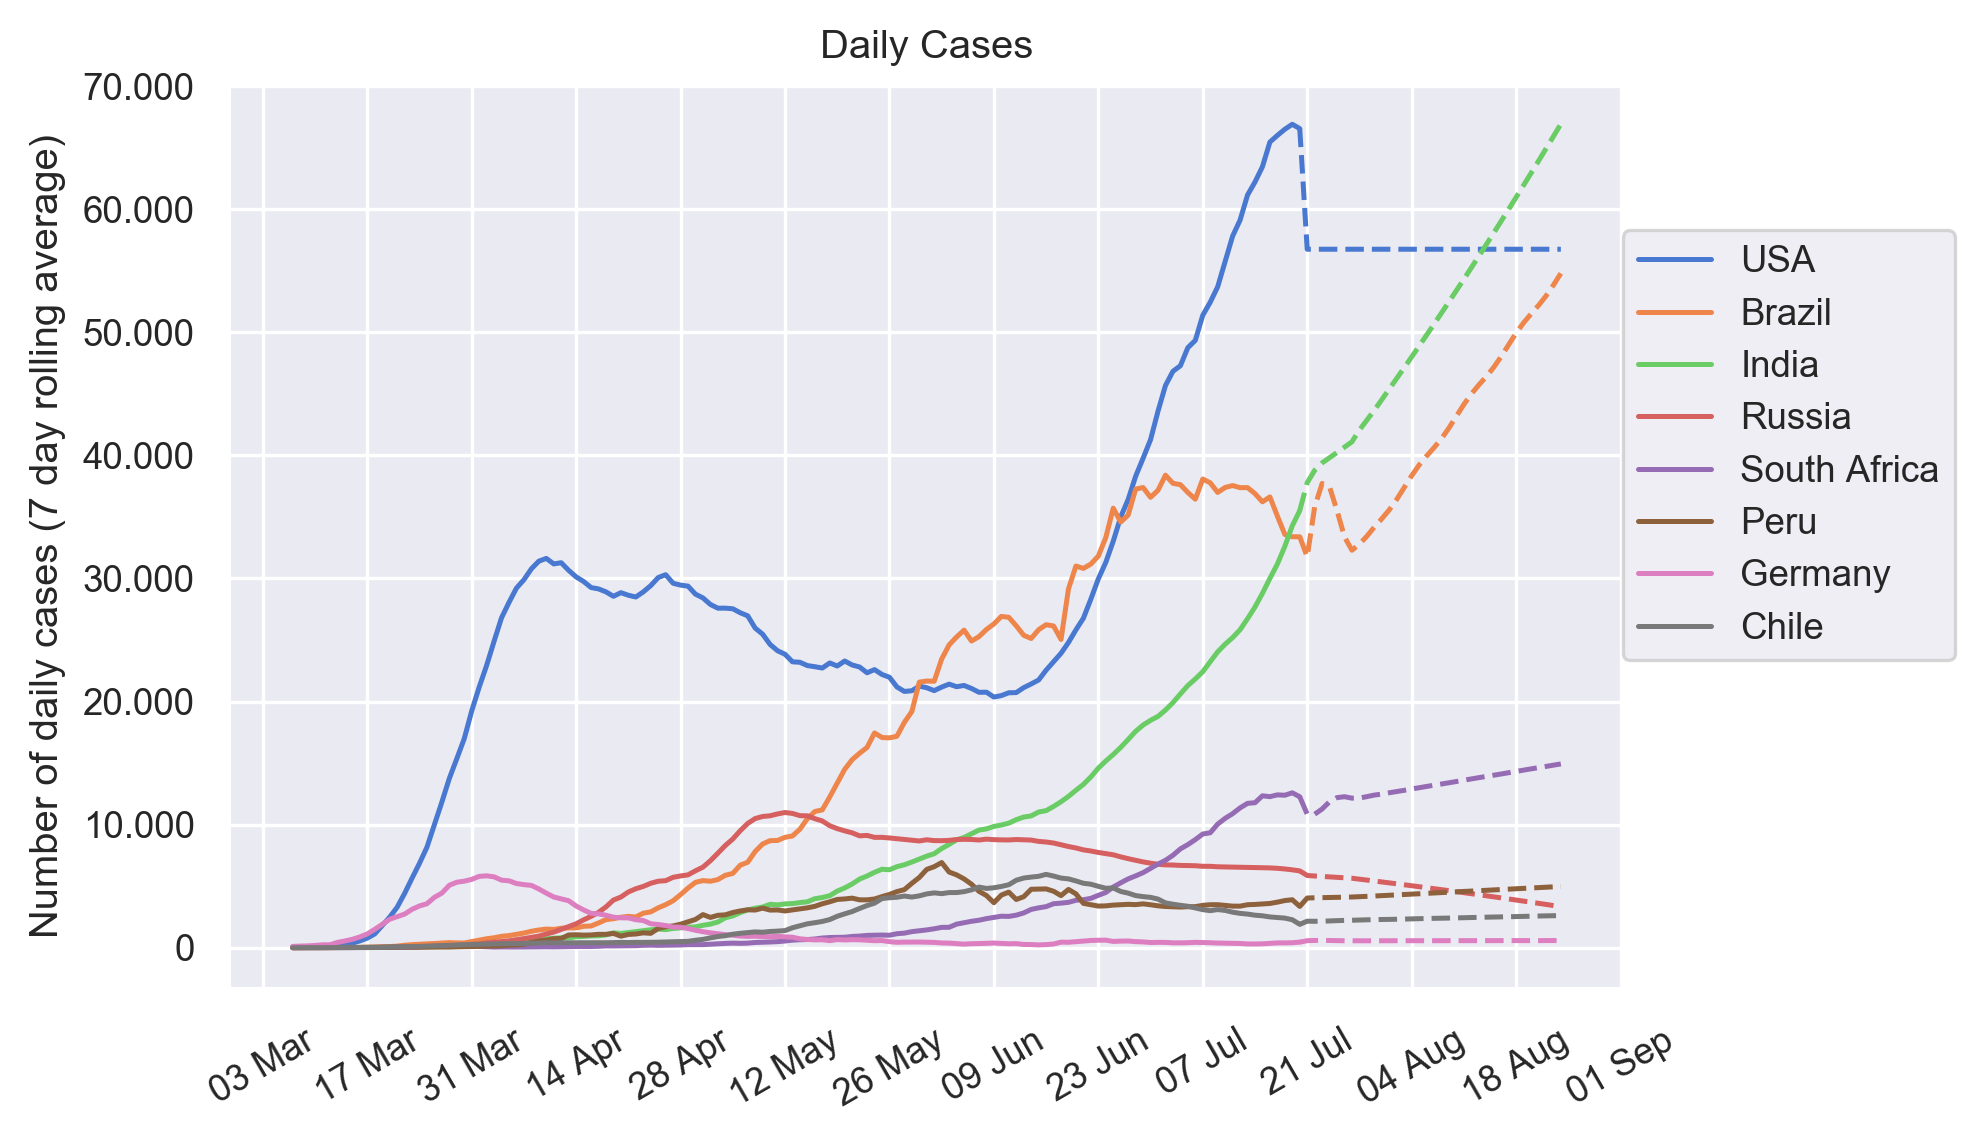 Daily Cases
Number of daily cases (7 day rolling average)
70.000
60.000
50.000
40.000
30.000
20.000
10.000
0
03 Mar
17 Mar
31 Mar
14 Apr
28 Apr
12 May
26 May
09 Jun
23 Jun
07 Jul
21 Jul
04 Aug
18 Aug
01 Sep
USA
Brazil
India
Russia
South Africa
Peru
Germany
Chile